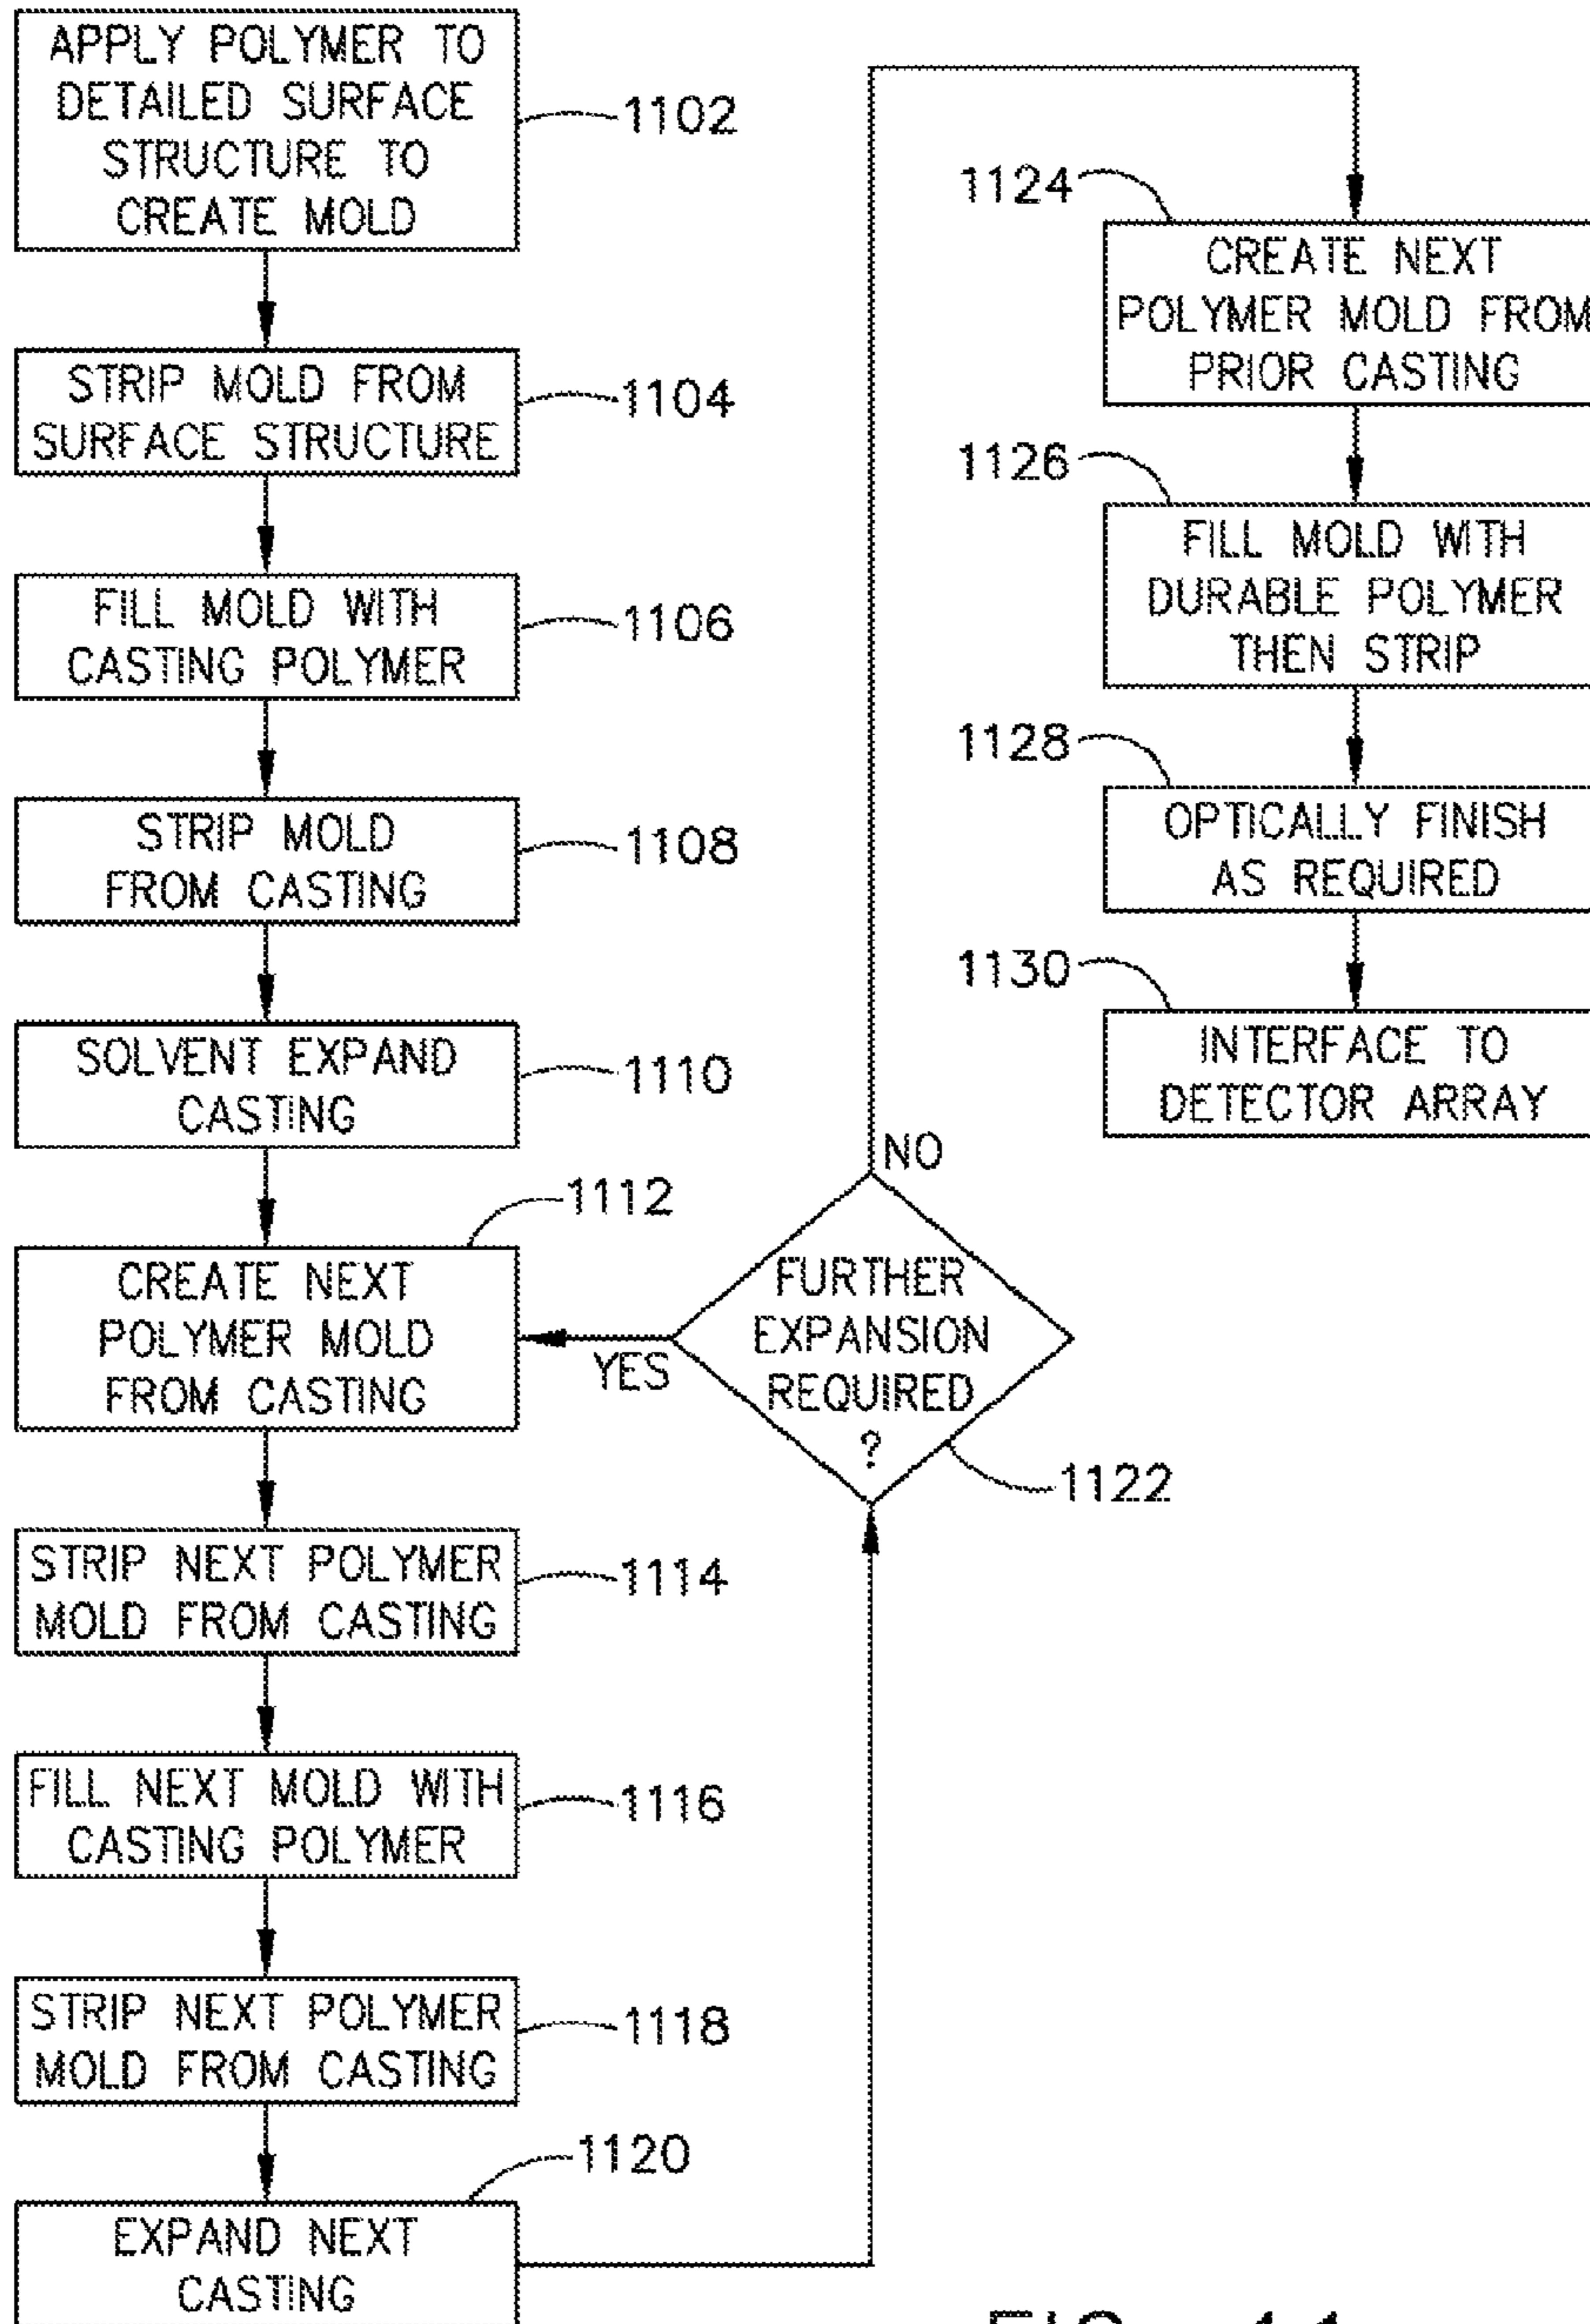 APPLY POLYMER TO
DETAILED SURFACE
STRUCTURE TO
CREATE MOLD
1102
STRIP MOLD FROM
SURFACE STRUCTURE
1104
FILL MOLD WITH
CASTING POLYMER
1106
STRIP MOLD
FROM CASTING
1108
SOLVENT EXPAND
CASTING
1110
CREATE NEXT
POLYMER MOLD
FROM CASTING
1112
STRIP NEXT POLYMER
MOLD FROM CASTING
1114
FILL NEXT MOLD WITH
CASTING POLYMER
1116
STRIP NEXT POLYMER
MOLD FROM CASTING
1118
EXPAND NEXT
CASTING
1120
FURTHER
EXPANSION
REQUIRED
?
1122
YES
NO
1124
CREATE NEXT
POLYMER MOLD FROM
PRIOR CASTING
1126
FILL MOLD WITH
DURABLE POLYMER
THEN STRIP
1128
OPTICALLY FINISH
AS REQUIRED
1130
INTERFACE TO
DETECTOR ARRAY